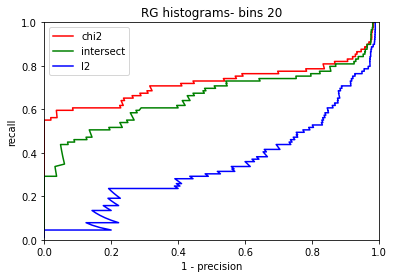 RG histograms- bins 20
chi2
intersect
l2
1.0
0.8
0.6
0.4
0.2
0.0
recall
0.0 0.2 0.4 0.6 0.8 1.0
1 - precision